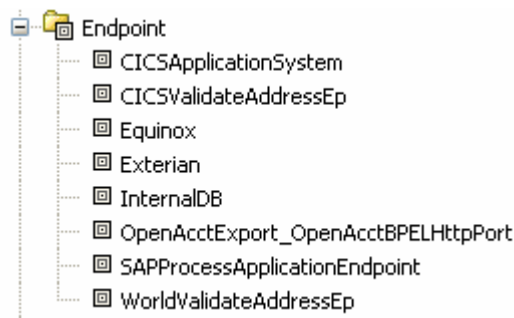 Endpoint
CICSApplicationSystem
CICSValidateAddressEp
Equinox
Exterian
InternalDB
OpenAcctExport_OpenAcctBPELHttpPort
SAPProcessApplicationEndpoint
WorldValidateAddressEp